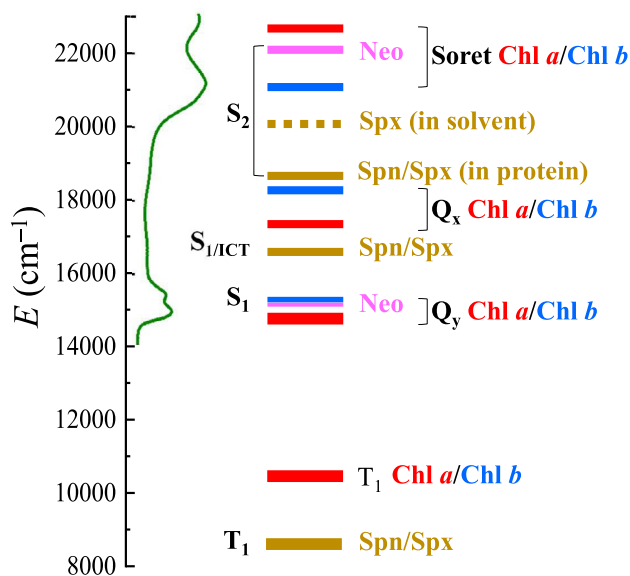 22000
20000
18000
16000
14000
12000
10000
8000
E (cm⁻¹)
Soret Chl a/Chl b
Neo
S₂
Spx (in solvent)
Spn/Spx (in protein)
Qₓ Chl a/Chl b
S₁/ICT
Spn/Spx
S₁
Neo
Qy Chl a/Chl b
T₁ Chl a/Chl b
T₁
Spn/Spx